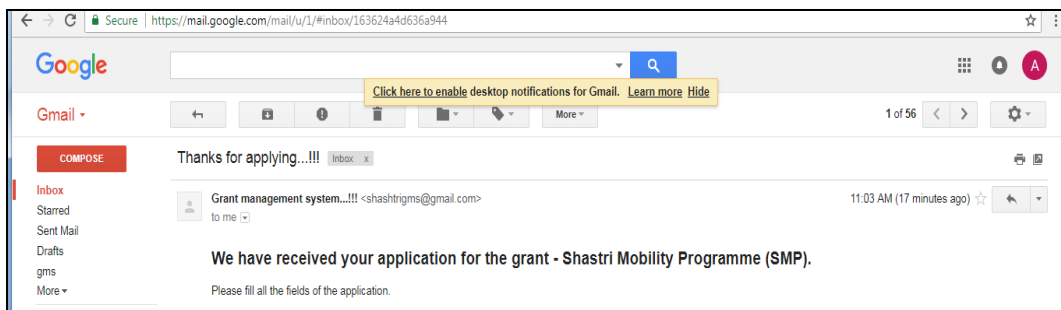 Secure | https://mail.google.com/mail/u/1/#inbox/163624a4d636a944
Google
A
Click here to enable desktop notifications for Gmail. Learn more Hide
Gmail
More
1 of 56
COMPOSE
Thanks for applying...!!! Inbox x
Inbox
Starred
Sent Mail
Drafts
gms
More
Grant management system...!!! <shashtrigms@gmail.com>
11:03 AM (17 minutes ago)
to me
We have received your application for the grant - Shastri Mobility Programme (SMP).
Please fill all the fields of the application.